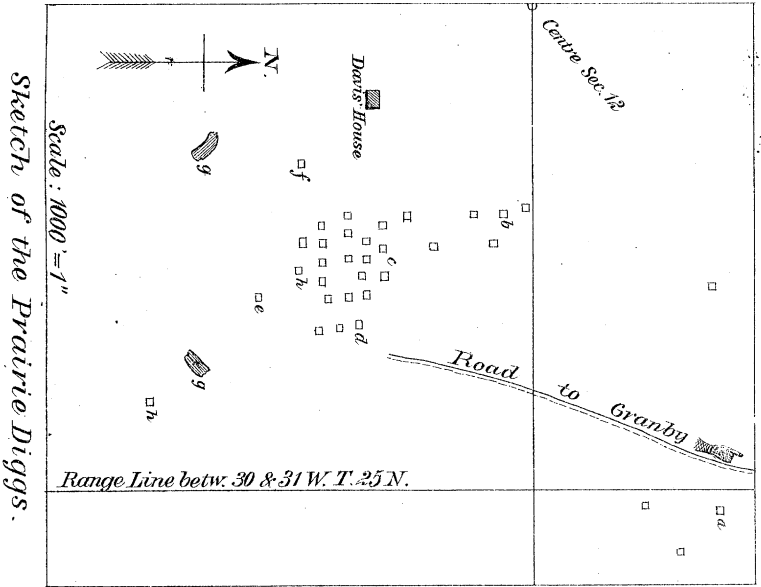 Centre Sec. 12
N.
Davis' House
g
f
b
c
h
e
d
Road to Granby
g
h
Range Line betw. 30 & 31 W. T. 25 N.
a
Scale: 1000' = 1"
Sketch of the Prairie Diggs.